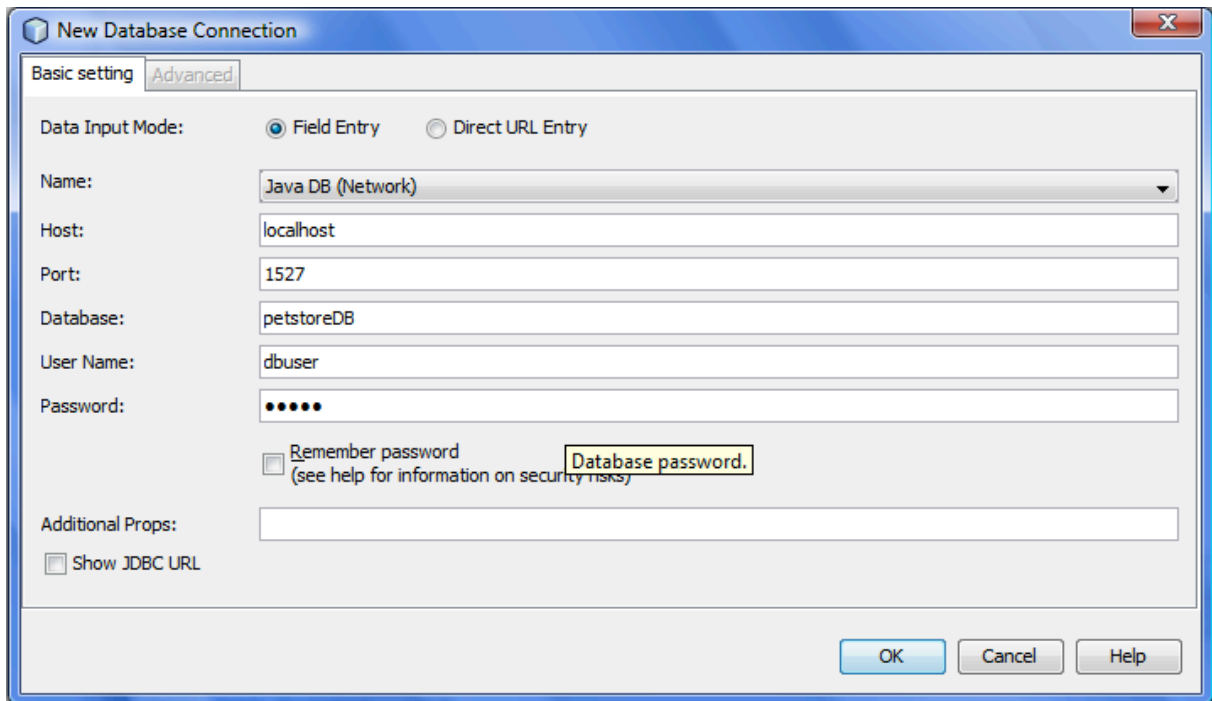 New Database Connection
Basic setting Advanced
Data Input Mode: Field Entry Direct URL Entry
Name: Java DB (Network)
Host: localhost
Port: 1527
Database: petstoreDB
User Name: dbuser
Password: •••••
Remember password
(see help for information on security risks)
Database password.
Additional Props:
Show JDBC URL
OK Cancel Help